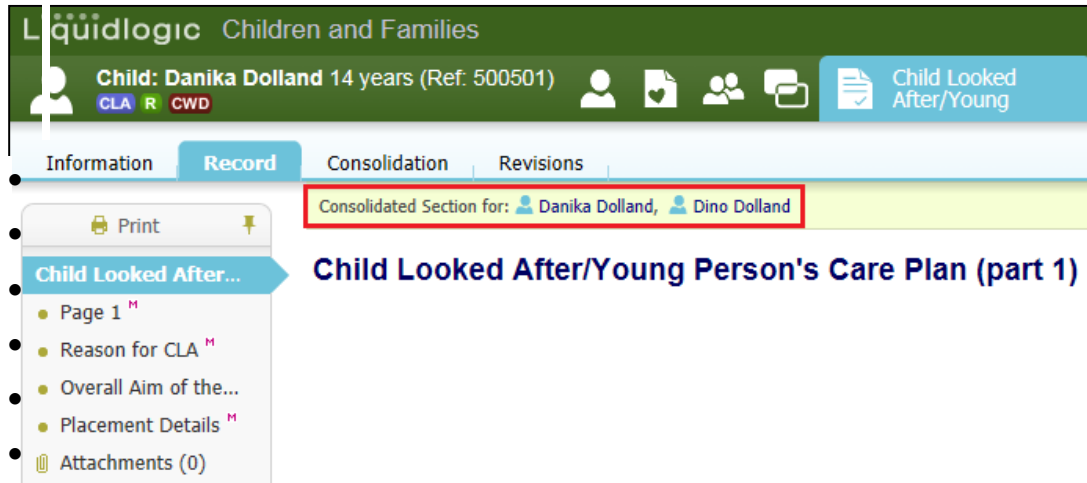 Liquidlogic Children and Families
Child: Danika Dolland 14 years (Ref: 500501)
CLA R CWD
Child Looked
After/Young
Information Record Consolidation Revisions
Consolidated Section for: Danika Dolland, Dino Dolland
Print
Child Looked After...
Child Looked After/Young Person's Care Plan (part 1)
Page 1 M
Reason for CLA M
Overall Aim of the...
Placement Details M
Attachments (0)